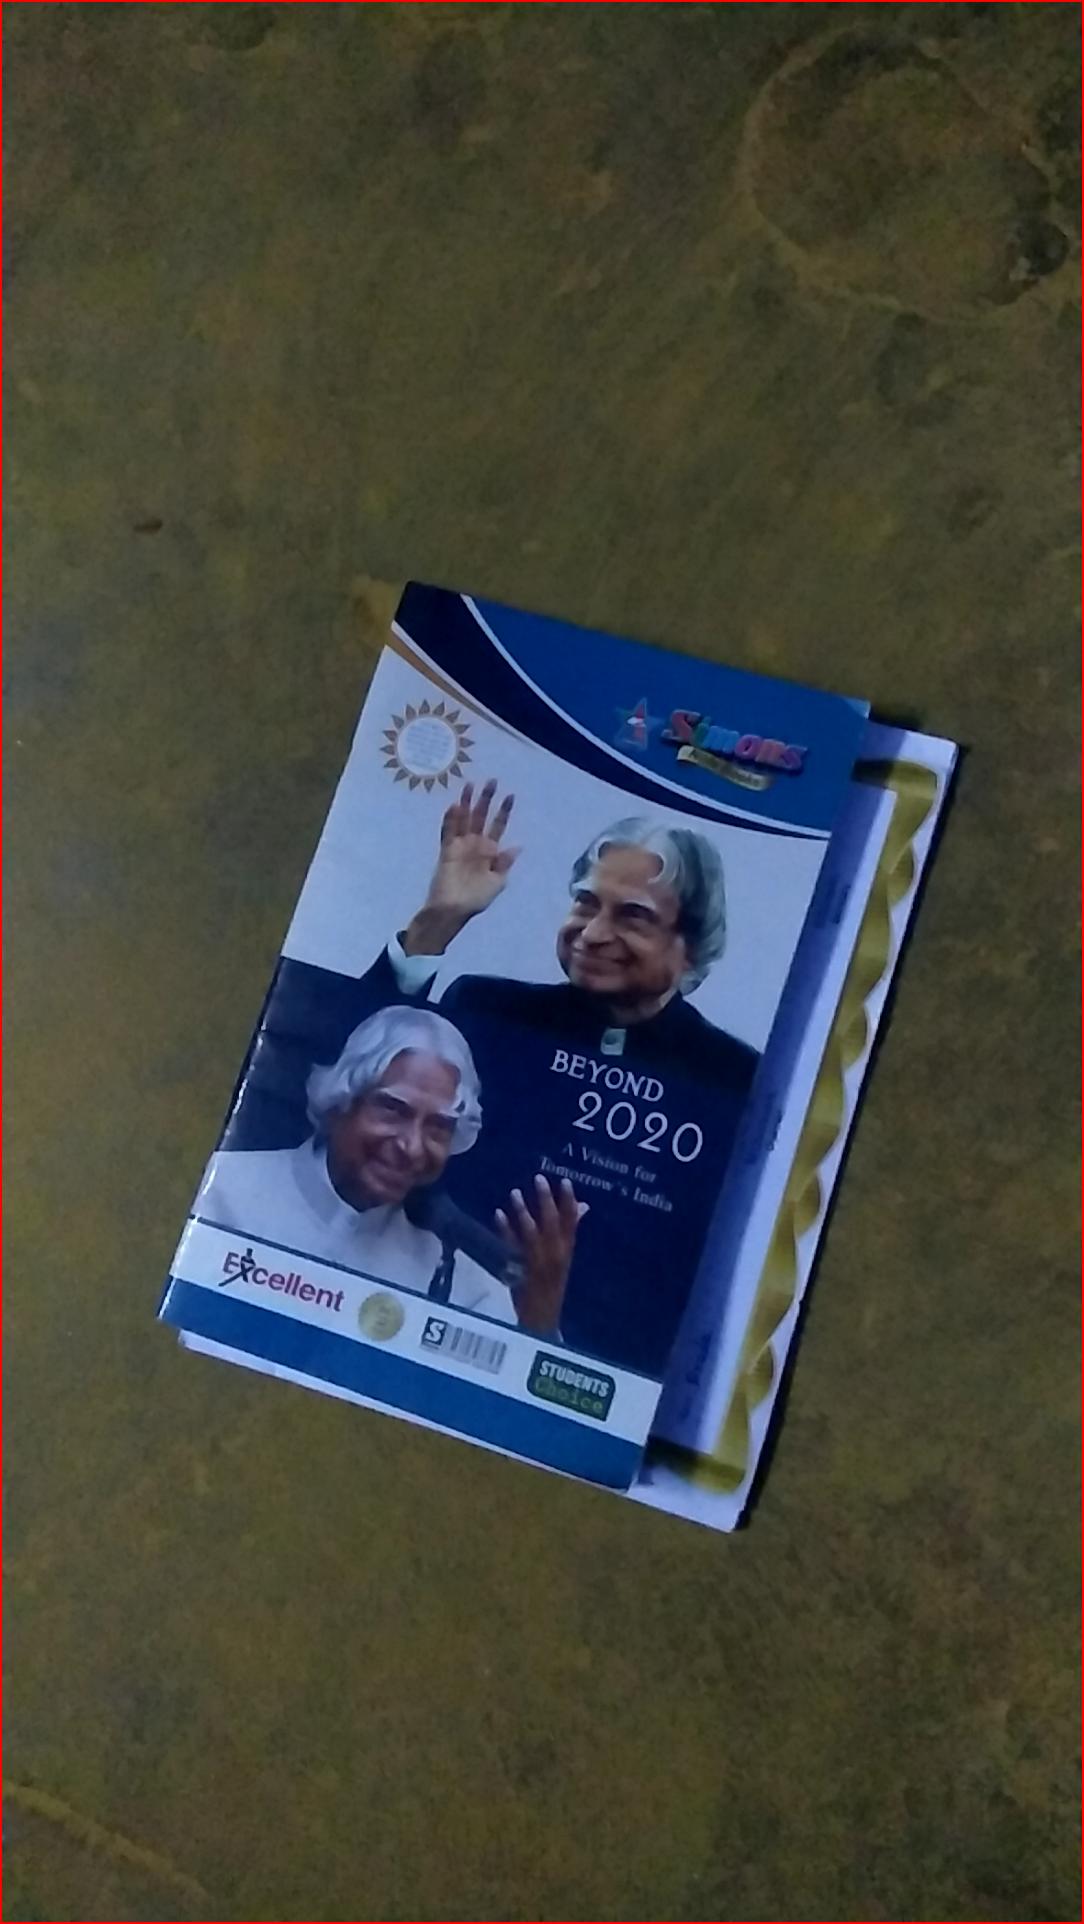 Simons
BEYOND
2020
A Vision for
Tomorrow's India
Excellent
S
STUDENTS
Choice